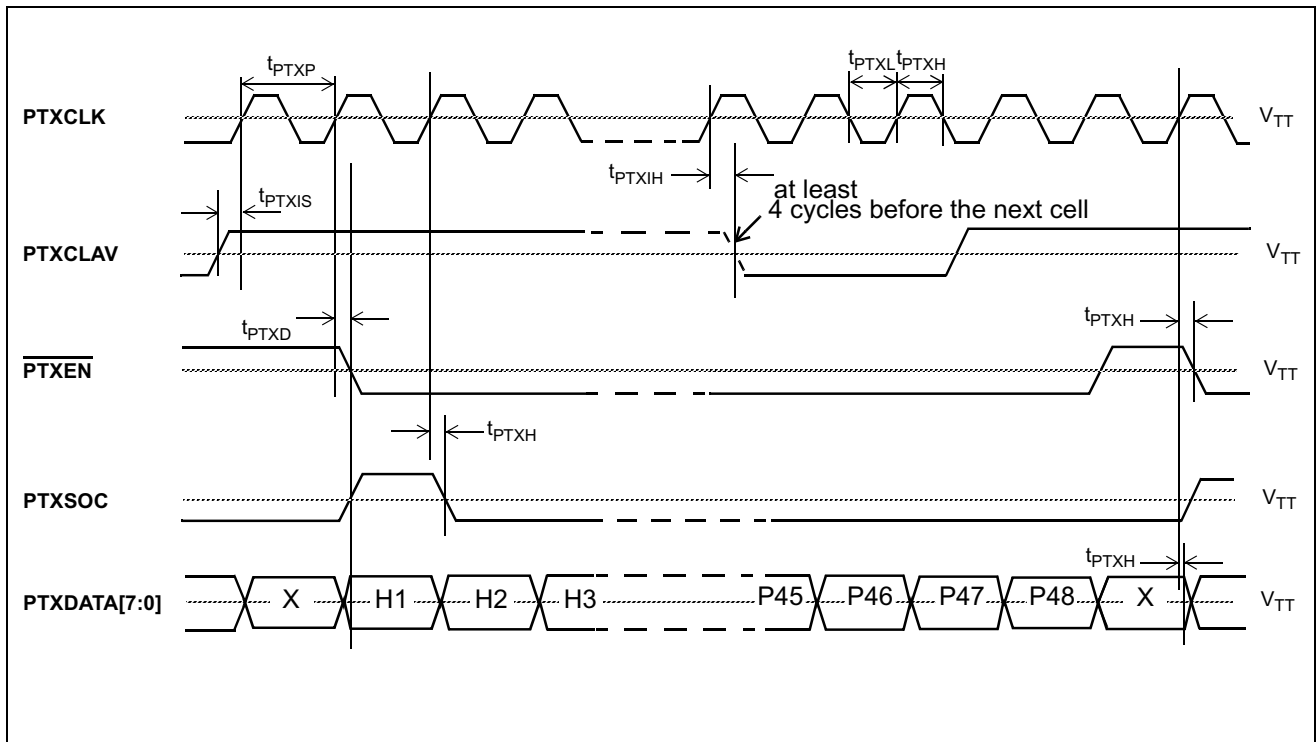 tPTXP
tPTXL tPTXH
PTXCLK
VTT
tPTXIH
at least
4 cycles before the next cell
tPTXIS
PTXCLAV
VTT
tPTXD
tPTXH
PTXEN
VTT
tPTXH
PTXSOC
VTT
tPTXH
PTXDATA[7:0]
X H1 H2 H3 P45 P46 P47 P48 X
VTT